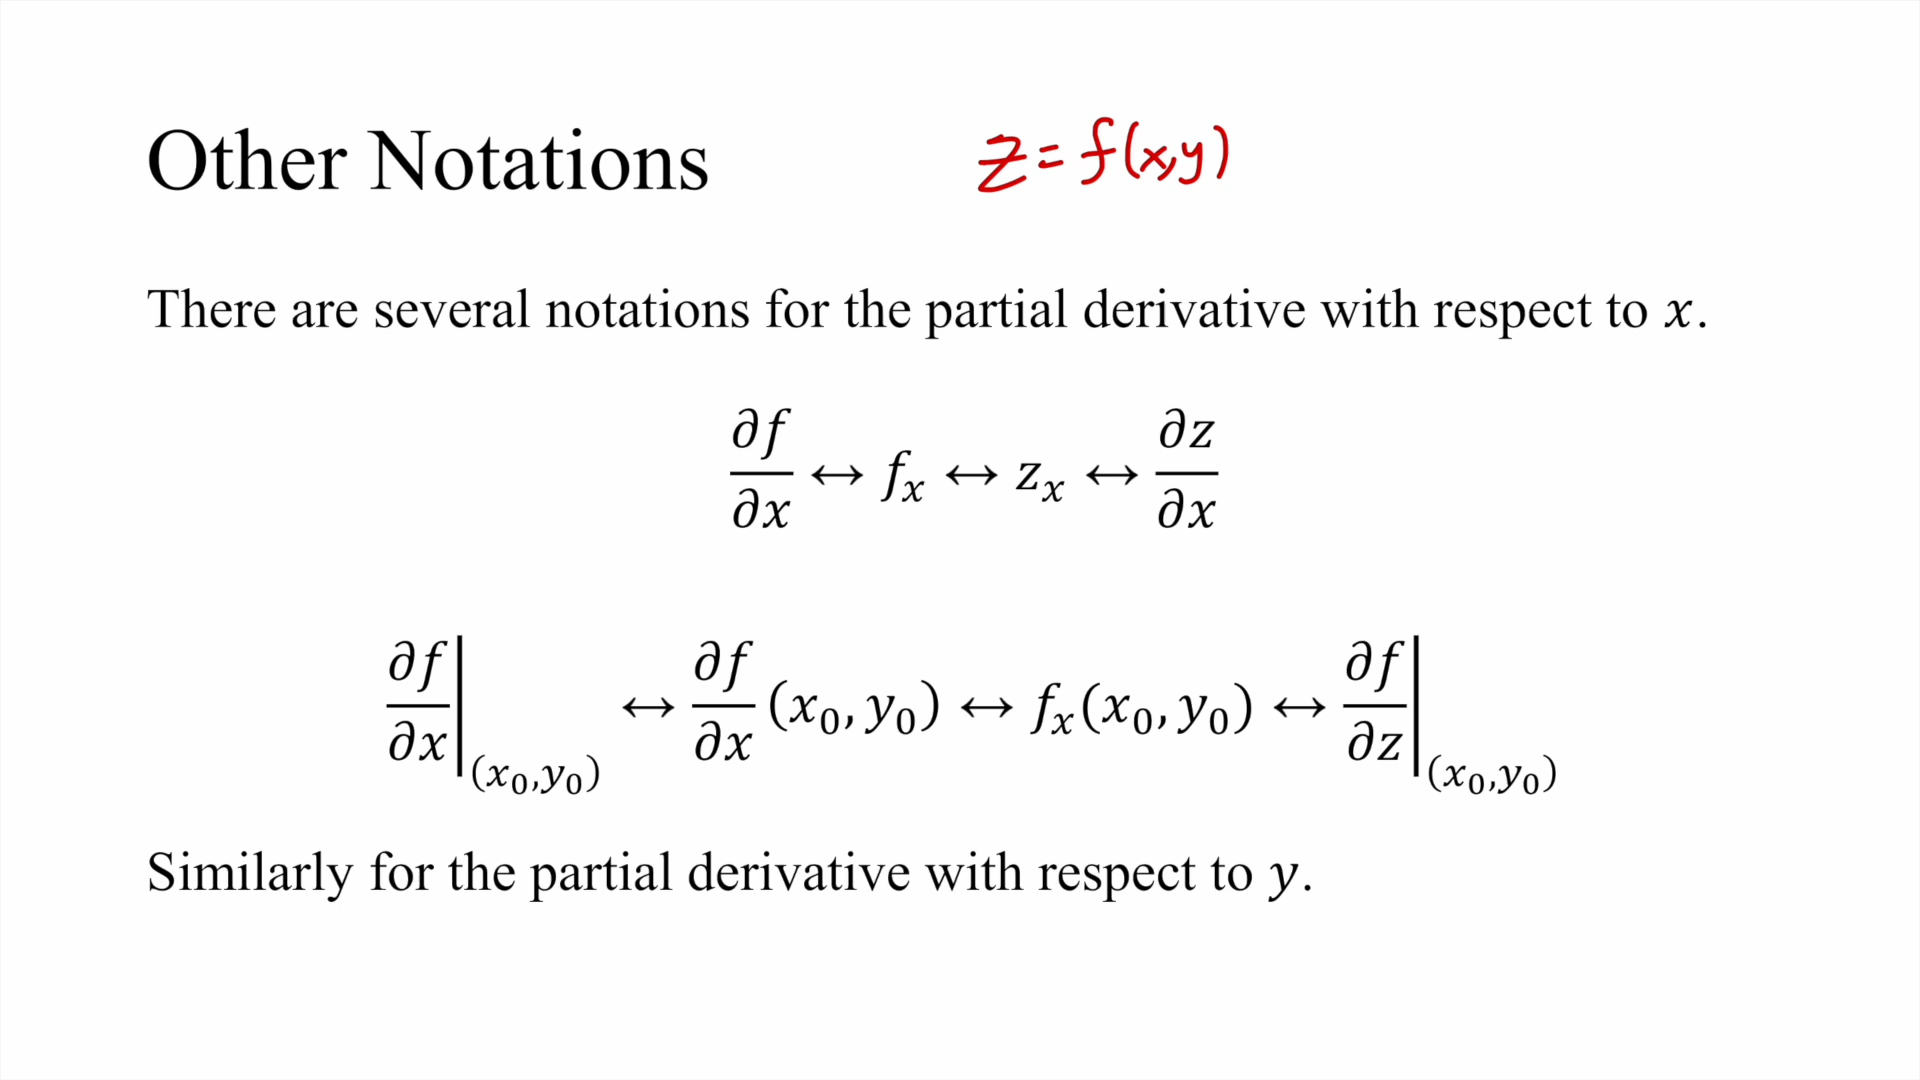 Other Notations z=f(x,y)
There are several notations for the partial derivative with respect to x.
∂f/∂x ↔ f_x ↔ z_x ↔ ∂z/∂x
∂f/∂x|_(x_0,y_0) ↔ ∂f/∂x (x_0, y_0) ↔ f_x(x_0, y_0) ↔ ∂f/∂z|_(x_0,y_0)
Similarly for the partial derivative with respect to y.